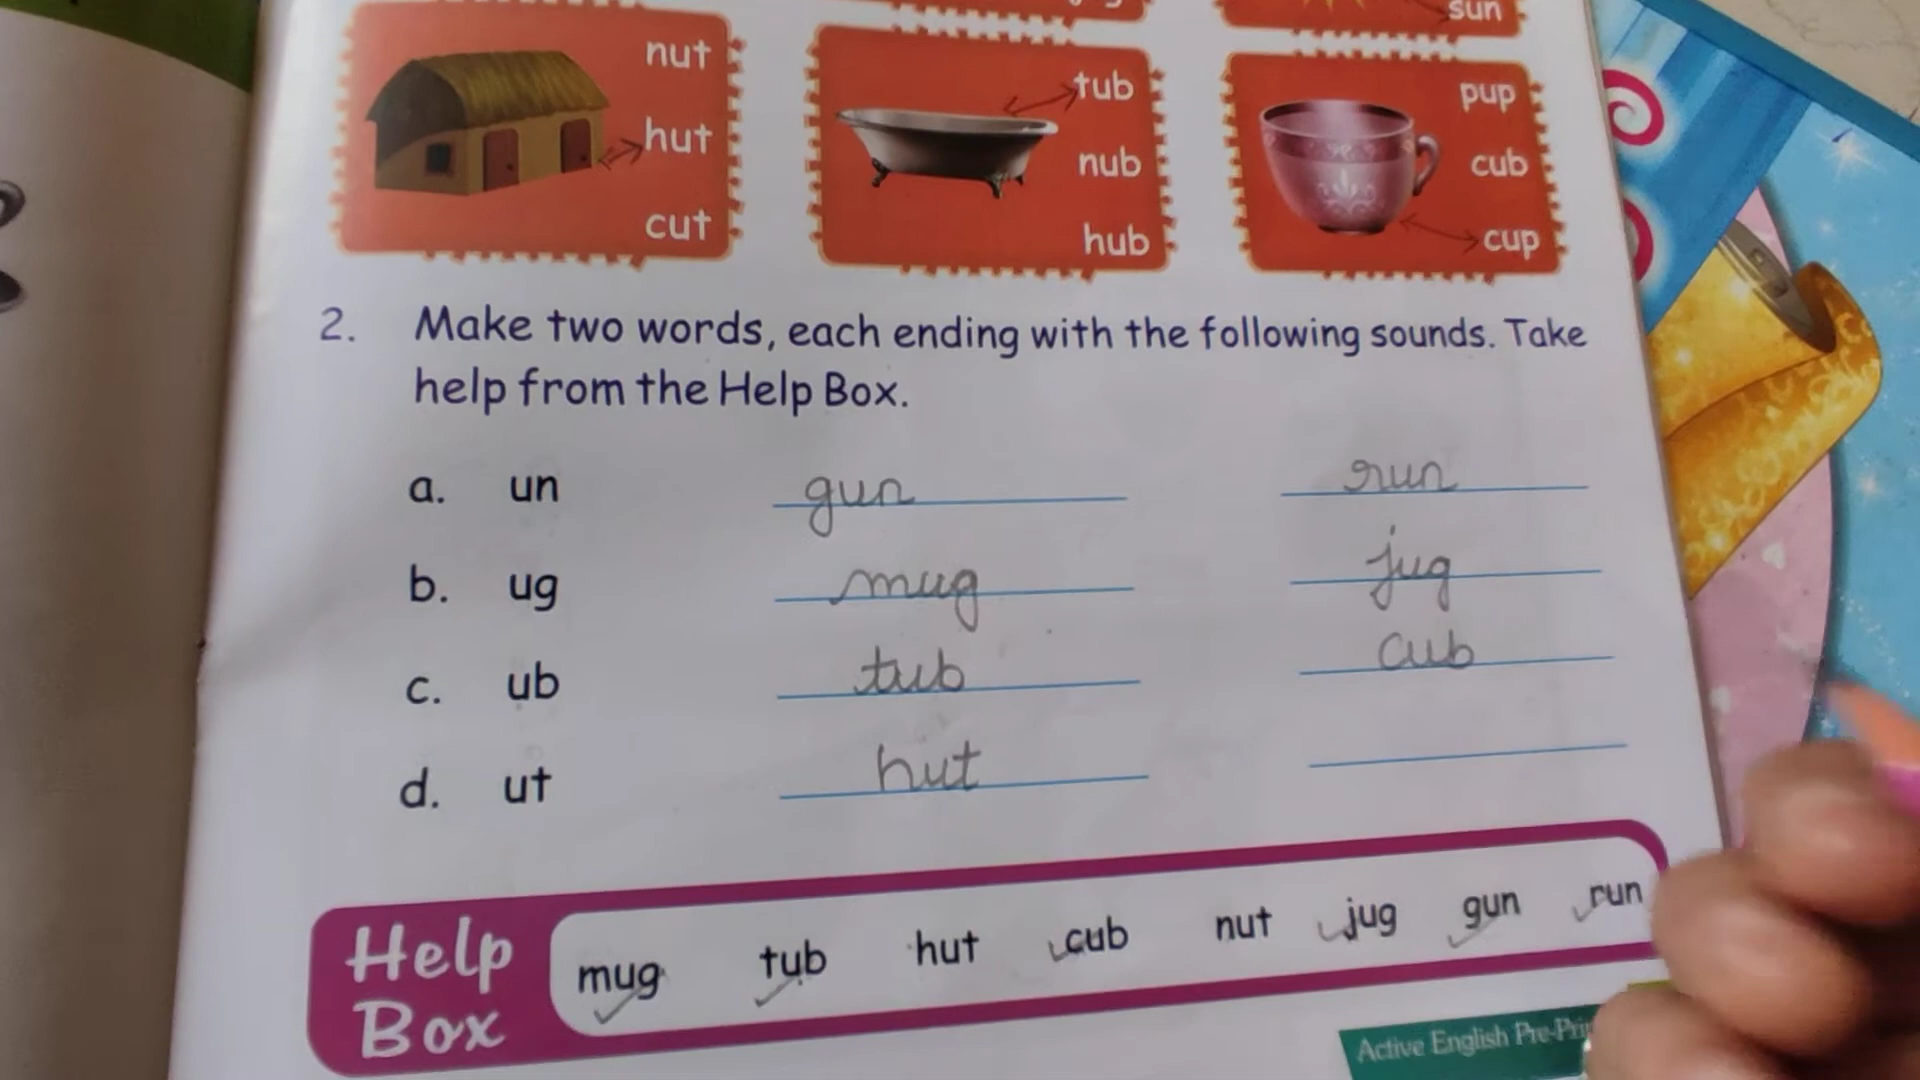 sun
nut
hut
cut
tub
nub
hub
pup
cub
cup
2. Make two words, each ending with the following sounds. Take
help from the Help Box.
a. un gun run
b. ug mug jug
c. ub tub cub
d. ut hut
Help
Box
mug tub hut cub nut jug gun run
Active English